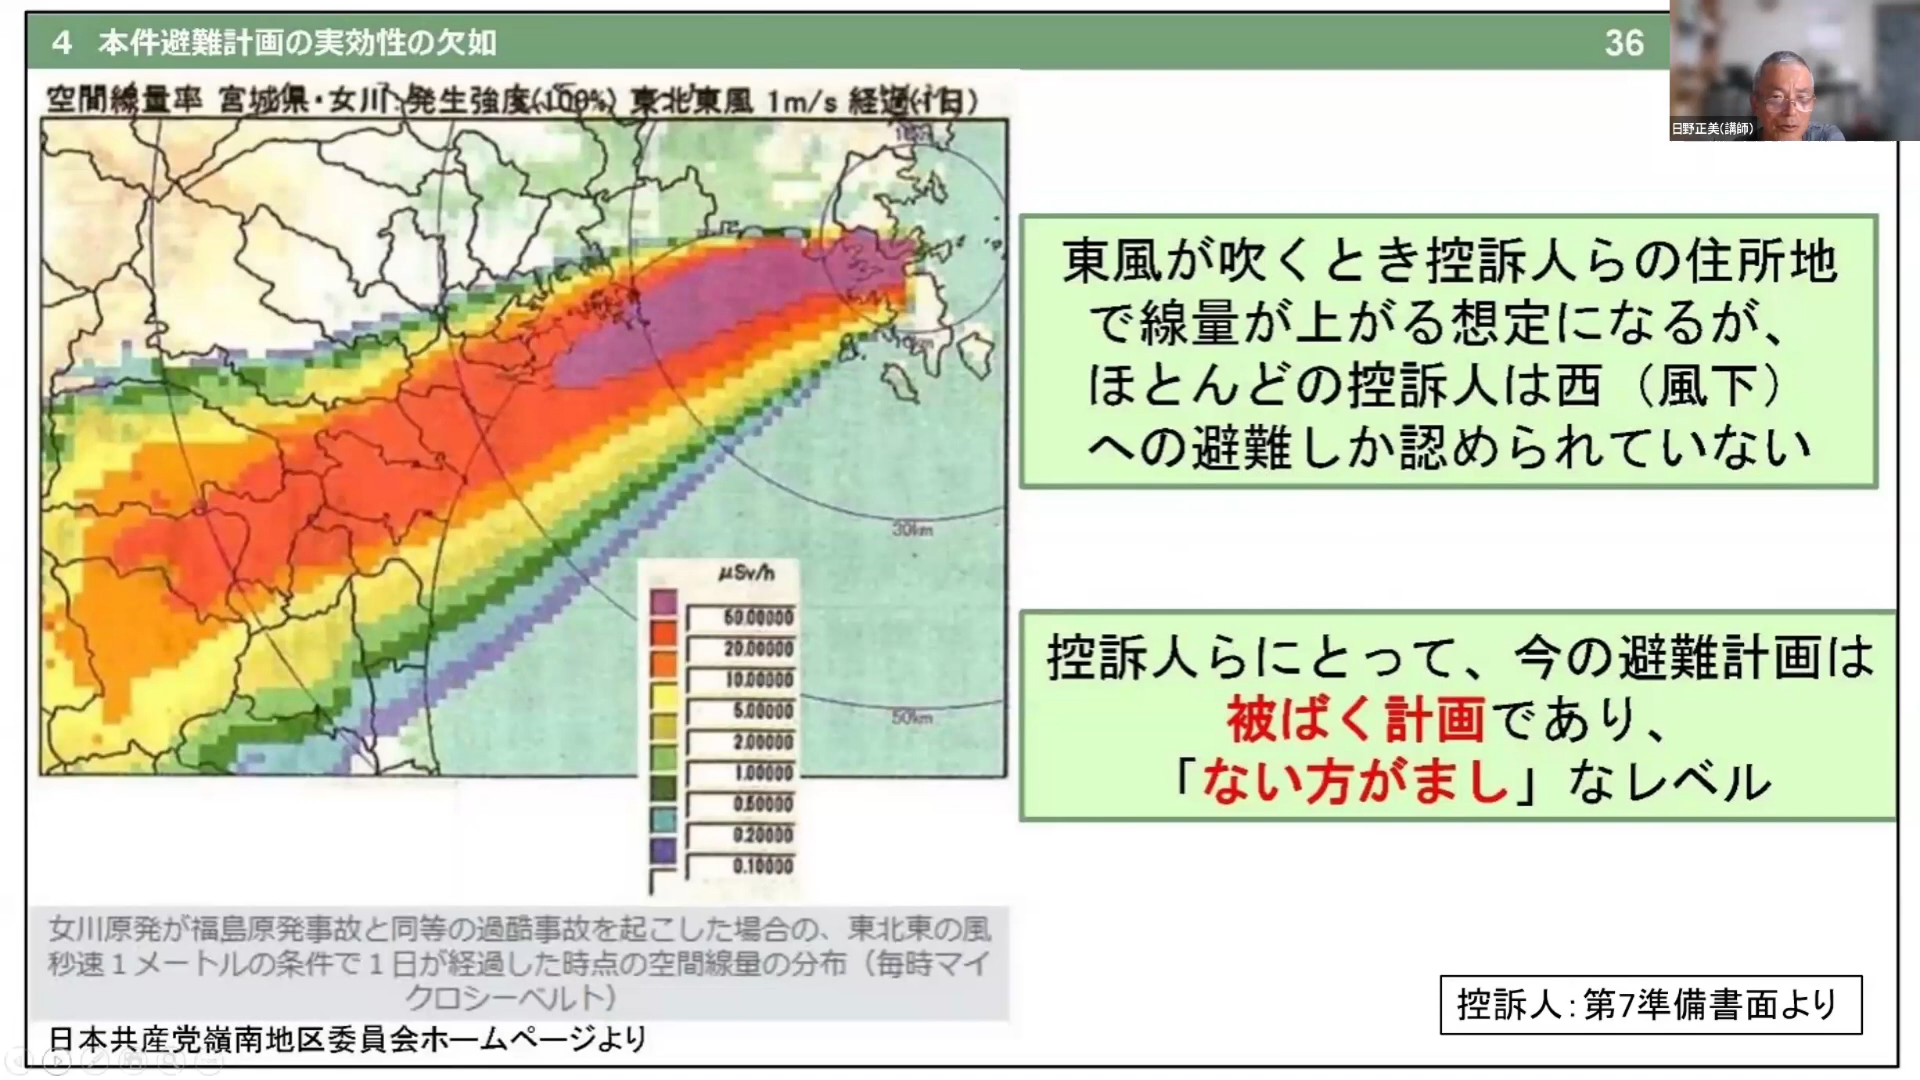 4 本件避難計画の実効性の欠如
36
日野正美(講師)
空間線量率 宮城県・女川：発生強度(100%) 東北東風 1m/s 経過(1日)
東風が吹くとき控訴人らの住所地
で線量が上がる想定になるが、
ほとんどの控訴人は西（風下）
への避難しか認められていない
30km
50km
μSv/h
50.00000
20.00000
10.00000
5.00000
2.00000
1.00000
0.50000
0.20000
0.10000
控訴人らにとって、今の避難計画は
被ばく計画であり、
「ない方がまし」なレベル
女川原発が福島原発事故と同等の過酷事故を起こした場合の、東北東の風
秒速１メートルの条件で１日が経過した時点の空間線量の分布（毎時マイ
クロシーベルト）
日本共産党嶺南地区委員会ホームページより
控訴人：第7準備書面より